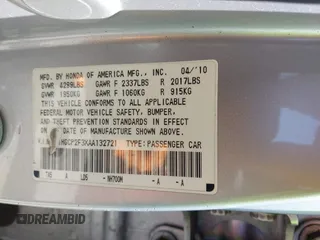 MFD. BY HONDA OF AMERICA MFG., INC. 04/'10
GVWR 4299LBS GAWR F 2337LBS R 2017LBS
GVWR 1950KG GAWR F 1060KG R 915KG
THIS VEHICLE CONFORMS TO ALL APPLICABLE
FEDERAL MOTOR VEHICLE SAFETY, BUMPER,
AND THEFT PREVENTION STANDARDS IN EFFECT
ON THE DATE OF MANUFACTURE SHOWN ABOVE.
TYPE: PASSENGER CAR
A NH700M - A - A
DREAMBID